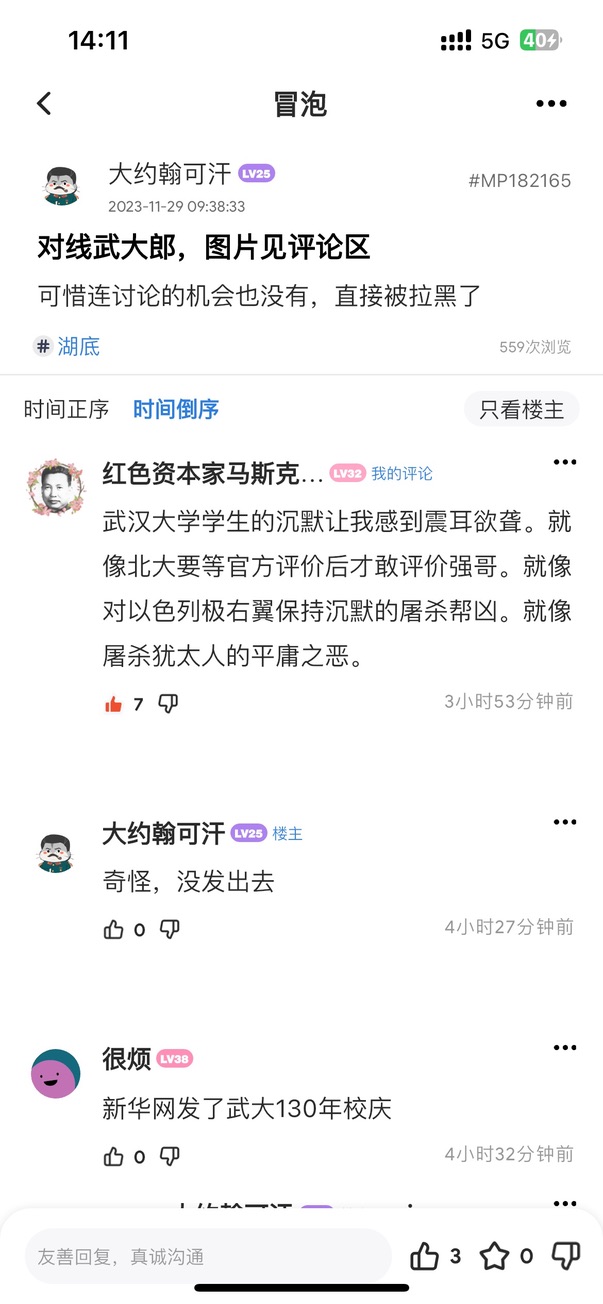 14:11
5G 40
冒泡
大约翰可汗 LV25
#MP182165
2023-11-29 09:38:33
对线武大郎，图片见评论区
可惜连讨论的机会也没有，直接被拉黑了
# 湖底
559次浏览
时间正序 时间倒序 只看楼主
红色资本家马斯克... LV32 我的评论
武汉大学学生的沉默让我感到震耳欲聋。就
像北大要等官方评价后才敢评价强哥。就像
对以色列极右翼保持沉默的屠杀帮凶。就像
屠杀犹太人的平庸之恶。
7 3小时53分钟前
大约翰可汗 LV25 楼主
奇怪，没发出去
0 4小时27分钟前
很烦 LV38
新华网发了武大130年校庆
0 4小时32分钟前
友善回复，真诚沟通 3 0